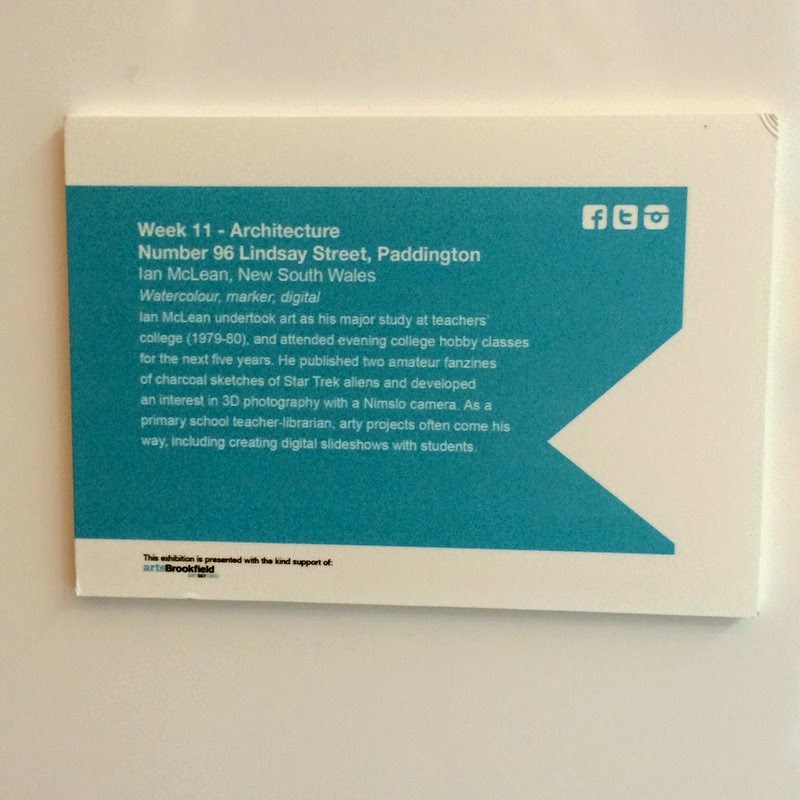 Week 11 - Architecture
Number 96 Lindsay Street, Paddington
Ian McLean, New South Wales
Watercolour, marker, digital
Ian McLean undertook art as his major study at teachers'
college (1979-80), and attended evening college hobby classes
for the next five years. He published two amateur fanzines
of charcoal sketches of Star Trek aliens and developed
an interest in 3D photography with a Nimslo camera. As a
primary school teacher-librarian, arty projects often come his
way, including creating digital slideshows with students.
This exhibition is presented with the kind support of:
artsBrookfield